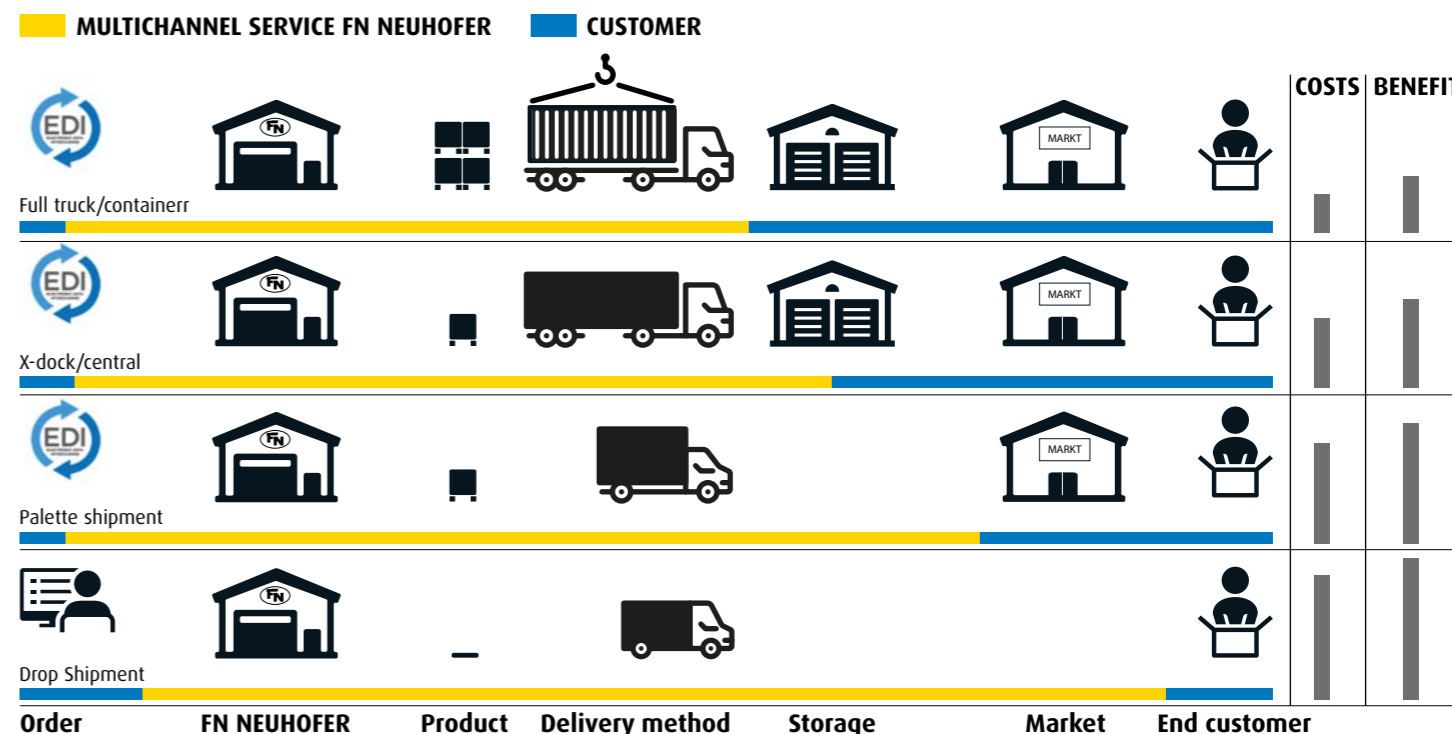 MULTICHANNEL SERVICE FN NEUHOFER CUSTOMER
COSTS BENEFIT
EDI
FN
MARKT
Full truck/containerr
EDI
FN
MARKT
X-dock/central
EDI
FN
MARKT
Palette shipment
FN
Drop Shipment
Order FN NEUHOFER Product Delivery method Storage Market End customer